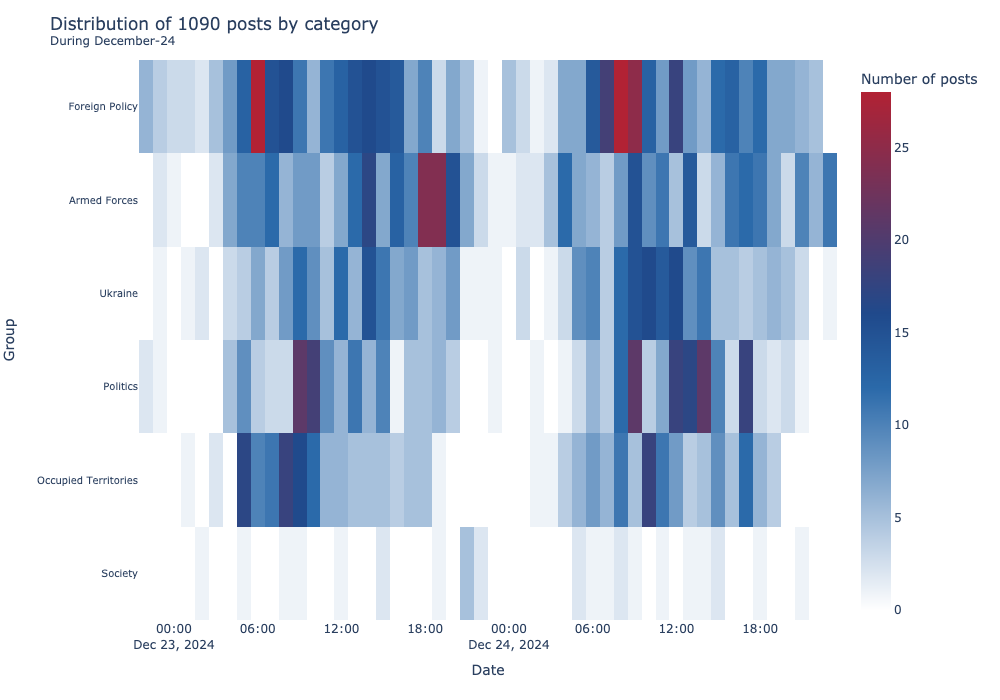 Distribution of 1090 posts by category
During December-24
Number of posts
Foreign Policy
Armed Forces
Ukraine
Politics
Occupied Territories
Society
Group
25
20
15
10
5
0
00:00 06:00 12:00 18:00 00:00 06:00 12:00 18:00
Dec 23, 2024 Dec 24, 2024
Date